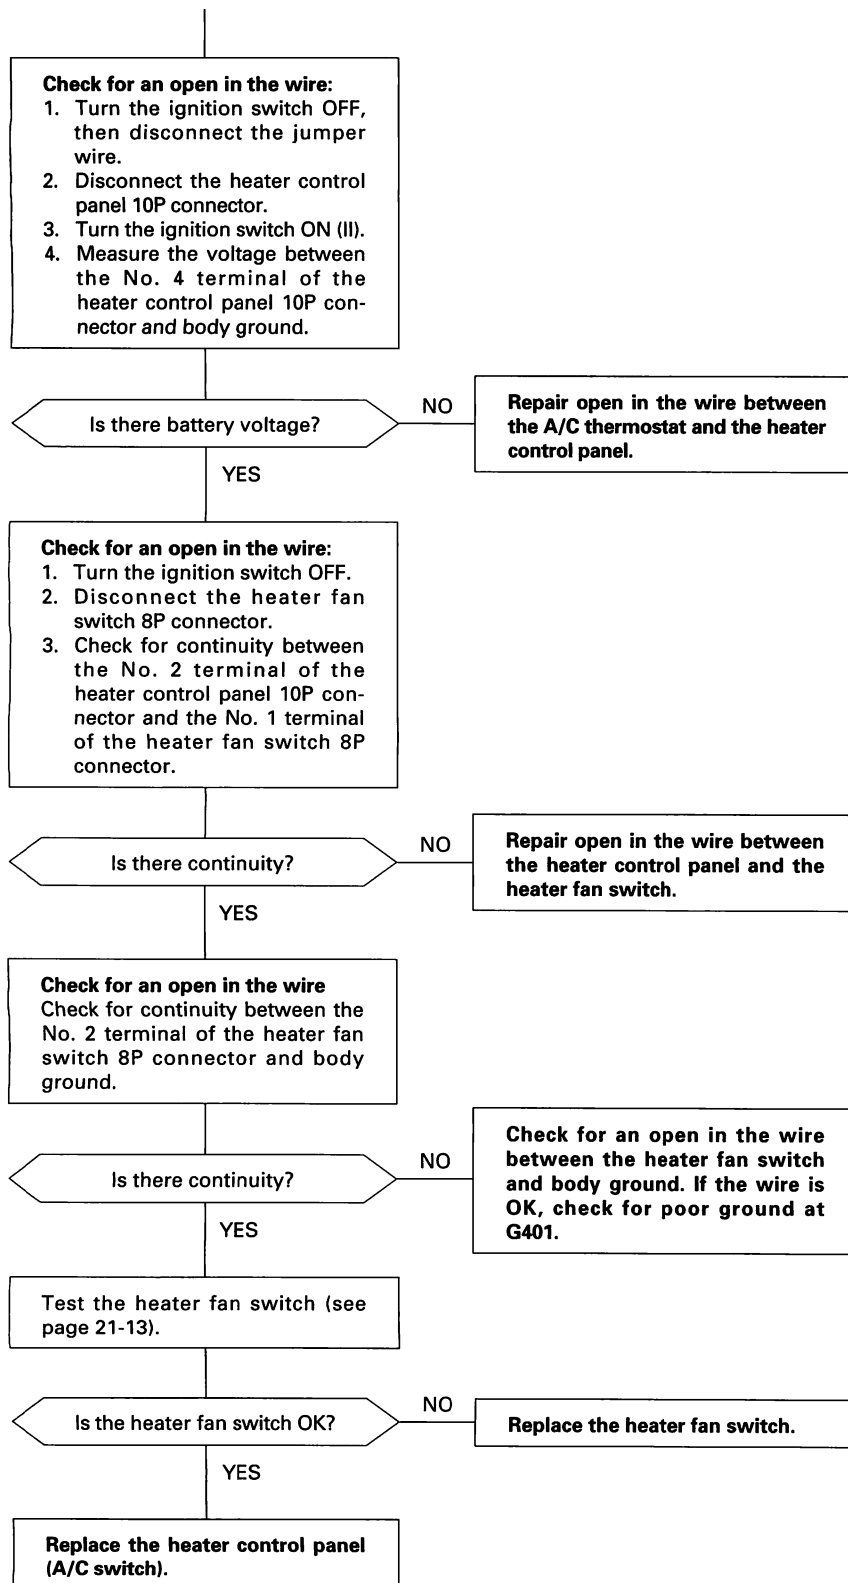 Check for an open in the wire:
1. Turn the ignition switch OFF,
then disconnect the jumper
wire.
2. Disconnect the heater control
panel 10P connector.
3. Turn the ignition switch ON (II).
4. Measure the voltage between
the No. 4 terminal of the
heater control panel 10P con-
nector and body ground.
Is there battery voltage?
NO
Repair open in the wire between
the A/C thermostat and the heater
control panel.
YES
Check for an open in the wire:
1. Turn the ignition switch OFF.
2. Disconnect the heater fan
switch 8P connector.
3. Check for continuity between
the No. 2 terminal of the
heater control panel 10P con-
nector and the No. 1 terminal
of the heater fan switch 8P
connector.
Is there continuity?
NO
Repair open in the wire between
the heater control panel and the
heater fan switch.
YES
Check for an open in the wire
Check for continuity between the
No. 2 terminal of the heater fan
switch 8P connector and body
ground.
Is there continuity?
NO
Check for an open in the wire
between the heater fan switch
and body ground. If the wire is
OK, check for poor ground at
G401.
YES
Test the heater fan switch (see
page 21-13).
Is the heater fan switch OK?
NO
Replace the heater fan switch.
YES
Replace the heater control panel
(A/C switch).